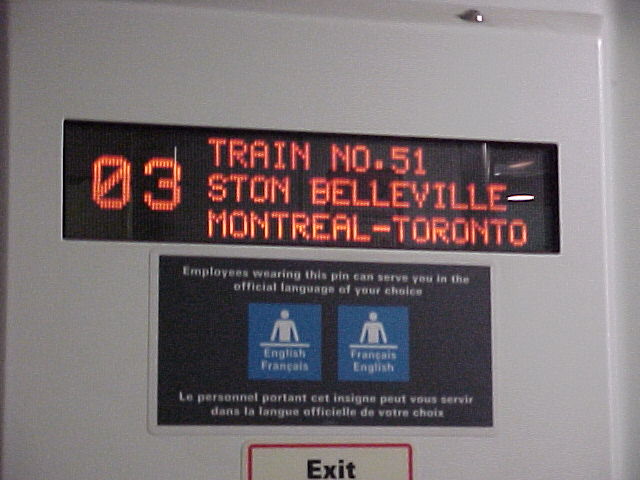 03
TRAIN NO.51
STON BELLEVILLE
MONTREAL-TORONTO
Employees wearing this pin can serve you in the
official language of your choice
English
Français
Français
English
Le personnel portant cet insigne peut vous servir
dans la langue officielle de votre choix
Exit